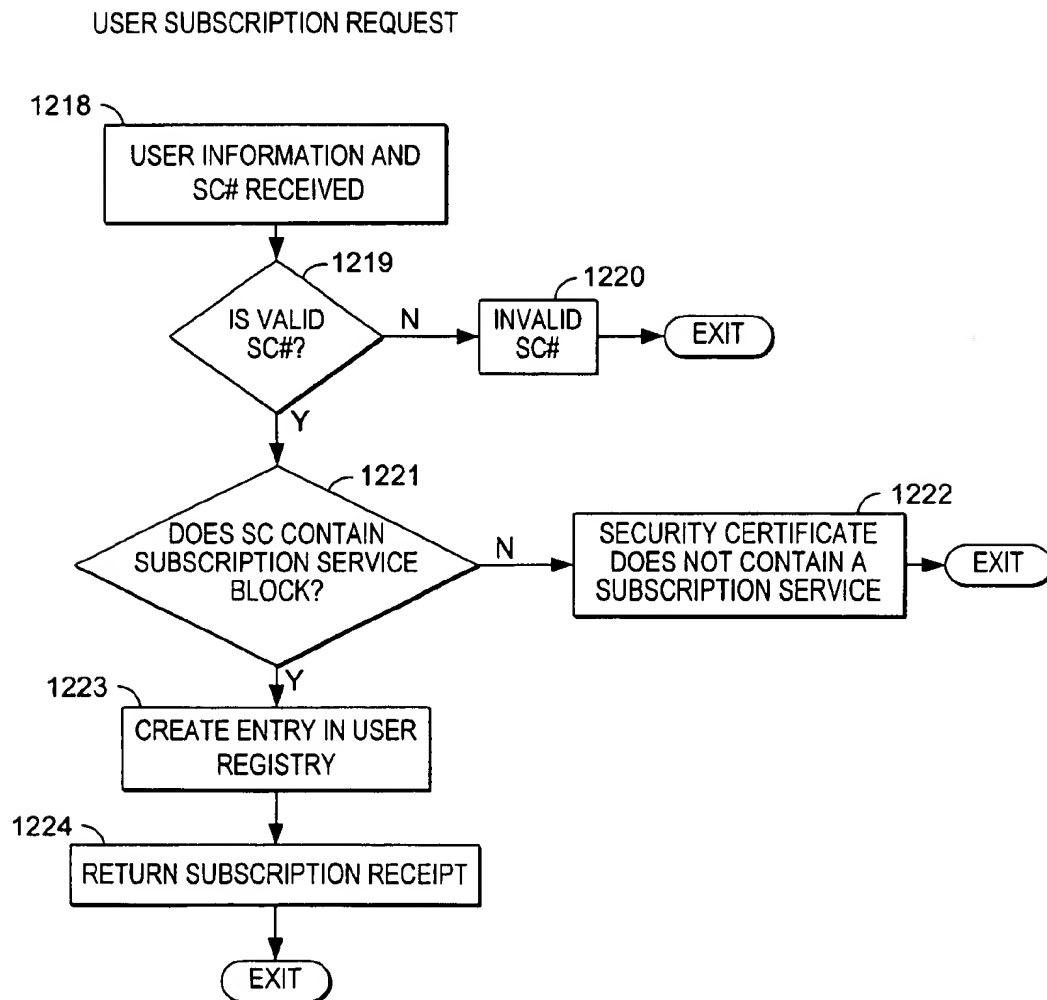 USER SUBSCRIPTION REQUEST
1218
USER INFORMATION AND
SC# RECEIVED
1219
IS VALID
SC#?
N
1220
INVALID
SC#
EXIT
Y
1221
DOES SC CONTAIN
SUBSCRIPTION SERVICE
BLOCK?
N
1222
SECURITY CERTIFICATE
DOES NOT CONTAIN A
SUBSCRIPTION SERVICE
EXIT
Y
1223
CREATE ENTRY IN USER
REGISTRY
1224
RETURN SUBSCRIPTION RECEIPT
EXIT